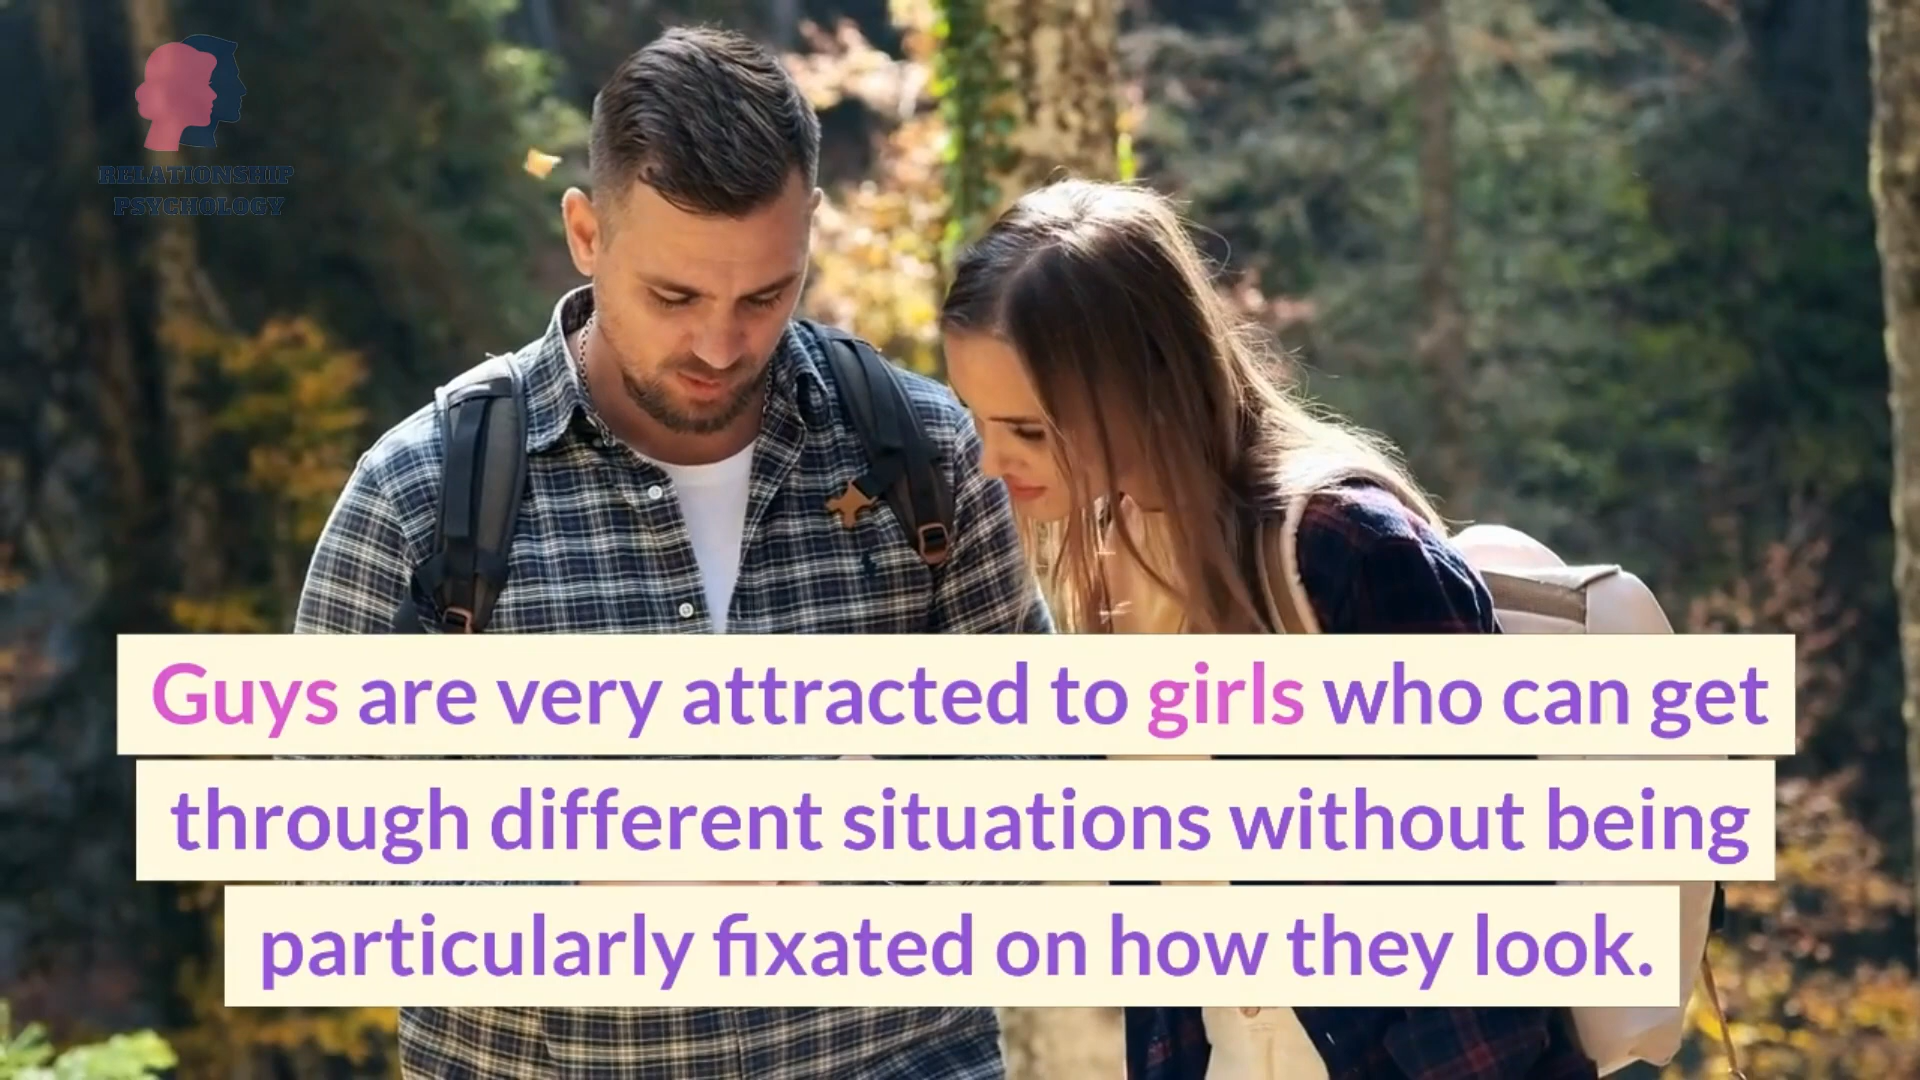 RELATIONSHIP
PSYCHOLOGY
Guys are very attracted to girls who can get
through different situations without being
particularly fixated on how they look.